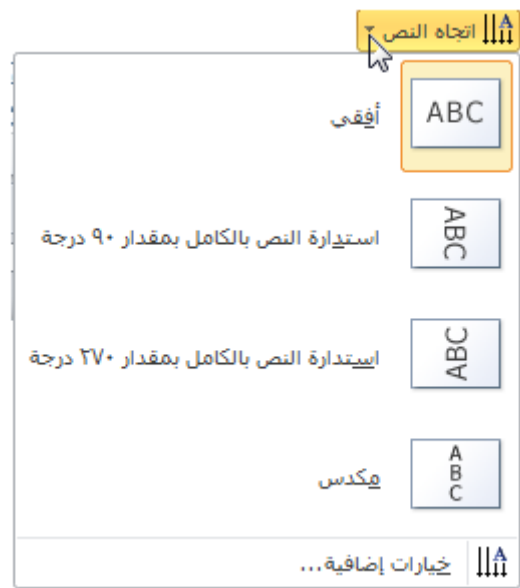 اتجاه النص
ABC
أفقي
ABC
استدارة النص بالكامل بمقدار ٩٠ درجة
ABC
استدارة النص بالكامل بمقدار ٢٧٠ درجة
A
B
C
مكدس
خيارات إضافية...